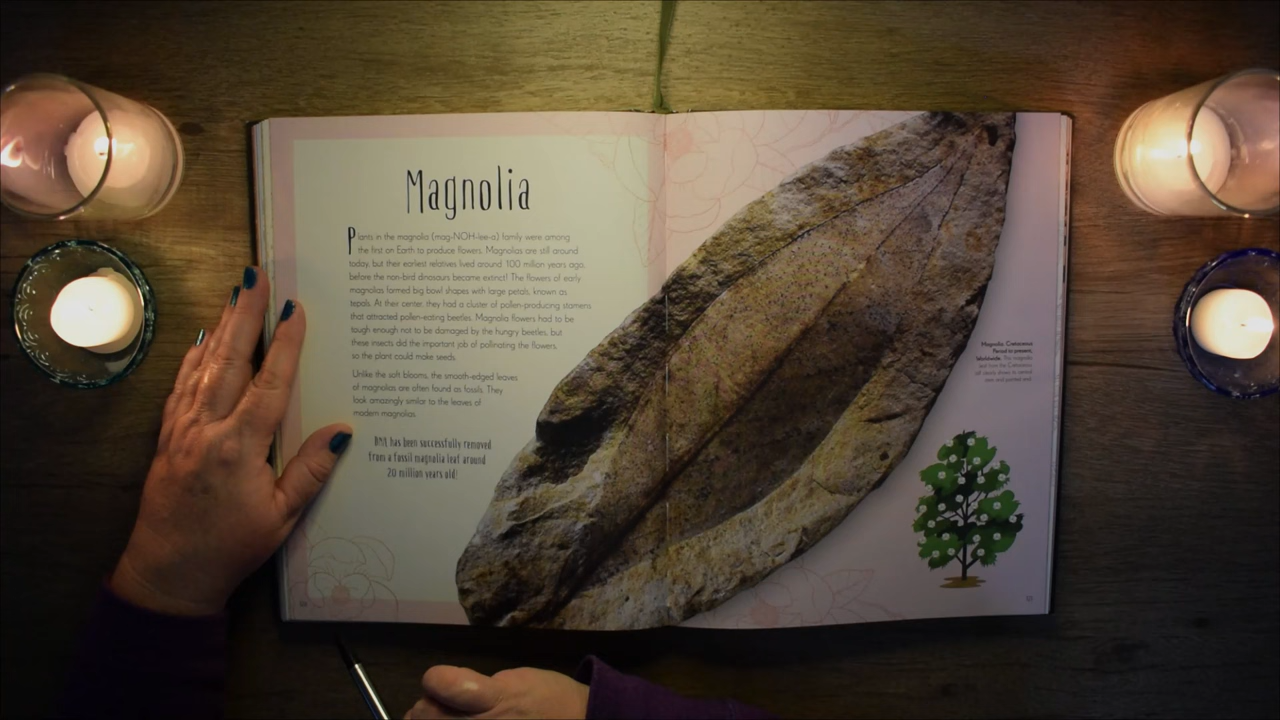 Magnolia
Plants in the magnolia (mag-NOH-lee-a) family were among
the first on Earth to produce flowers. Magnolias are still around
today, but their earliest relatives lived around 100 million years ago,
before the non-bird dinosaurs became extinct! The flowers of early
magnolias formed big bowl shapes with large petals, known as
tepals. At their center, they had a cluster of pollen-producing stamens
that attracted pollen-eating beetles. Magnolia flowers had to be
tough enough not to be damaged by the hungry beetles, but
these insects did the important job of pollinating the flowers,
so the plant could make seeds.
Unlike the soft blooms, the smooth-edged leaves
of magnolias are often found as fossils. They
look amazingly similar to the leaves of
modern magnolias.
DNA has been successfully removed
from a fossil magnolia leaf around
20 million years old!
Magnolia, Cretaceous
Period to present,
Worldwide. This magnolia
leaf from the Cretaceous